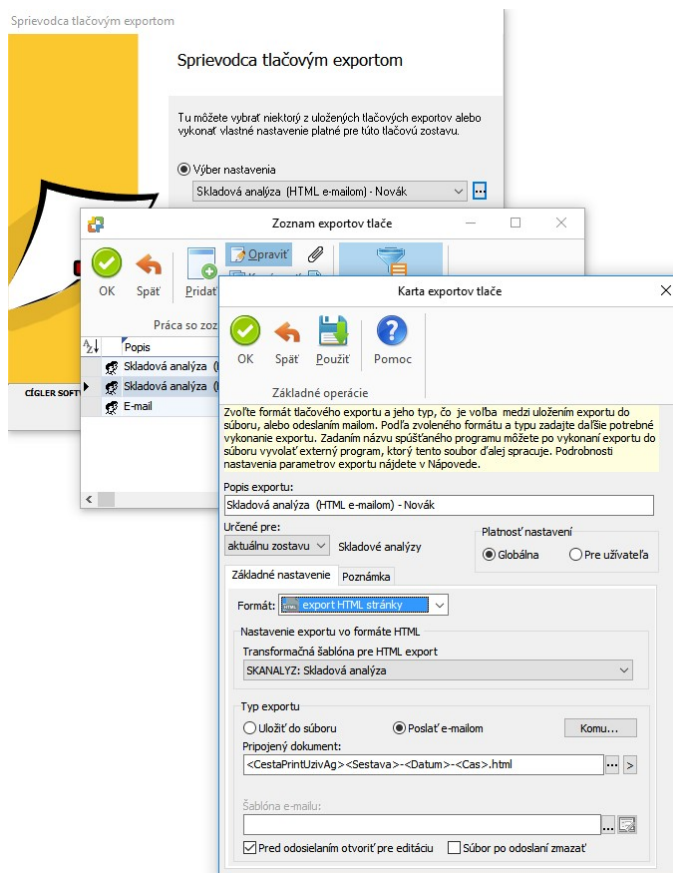 Sprievodca tlačovým exportom
Sprievodca tlačovým exportom
Tu môžete vybrať niektorý z uložených tlačových exportov alebo
vykonať vlastné nastavenie platné pre túto tlačovú zostavu.
Výber nastavenia
Skladová analýza (HTML e-mailom) - Novák
Zoznam exportov tlače
OK
Späť
Pridať
Opraviť
Práca so zoz
Popis
Skladová analýza (
Skladová analýza (
E-mail
CÍGLER SOFT
Karta exportov tlače
OK
Späť
Použiť
Pomoc
Základné operácie
Zvoľte formát tlačového exportu a jeho typ, čo je voľba medzi uložením exportu do
súboru, alebo odeslaním mailom. Podľa zvoleného formátu a typu zadajte daľšie potrebné
vykonanie exportu. Zadaním názvu spúšťaného programu môžete po vykonaní exportu do
súboru vyvolať externý program, ktorý tento soubor ďalej spracuje. Podrobnosti
nastavenia parametrov exportu nájdete v Nápovede.
Popis exportu:
Skladová analýza (HTML e-mailom) - Novák
Určené pre:
aktuálnu zostavu
Skladové analýzy
Platnosť nastavení
Globálna
Pre užívateľa
Základné nastavenie
Poznámka
Formát:
export HTML stránky
Nastavenie exportu vo formáte HTML
Transformačná šablóna pre HTML export
SKANALYZ: Skladová analýza
Typ exportu
Uložiť do súboru
Poslať e-mailom
Komu...
Pripojený dokument:
<CestaPrintUzivAg><Sestava>-<Datum>-<Cas>.html
Šablóna e-mailu:
Pred odosielaním otvoriť pre editáciu
Súbor po odoslaní zmazať